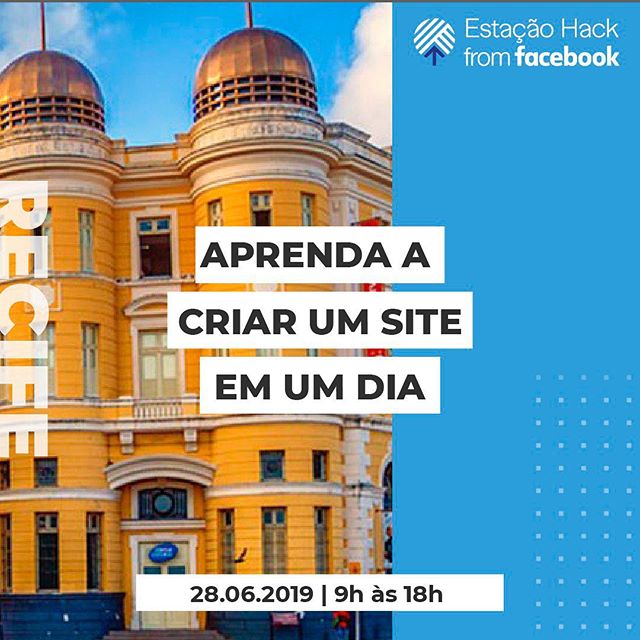 Estação Hack
from facebook
RECIFE
APRENDA A
CRIAR UM SITE
EM UM DIA
28.06.2019 | 9h às 18h